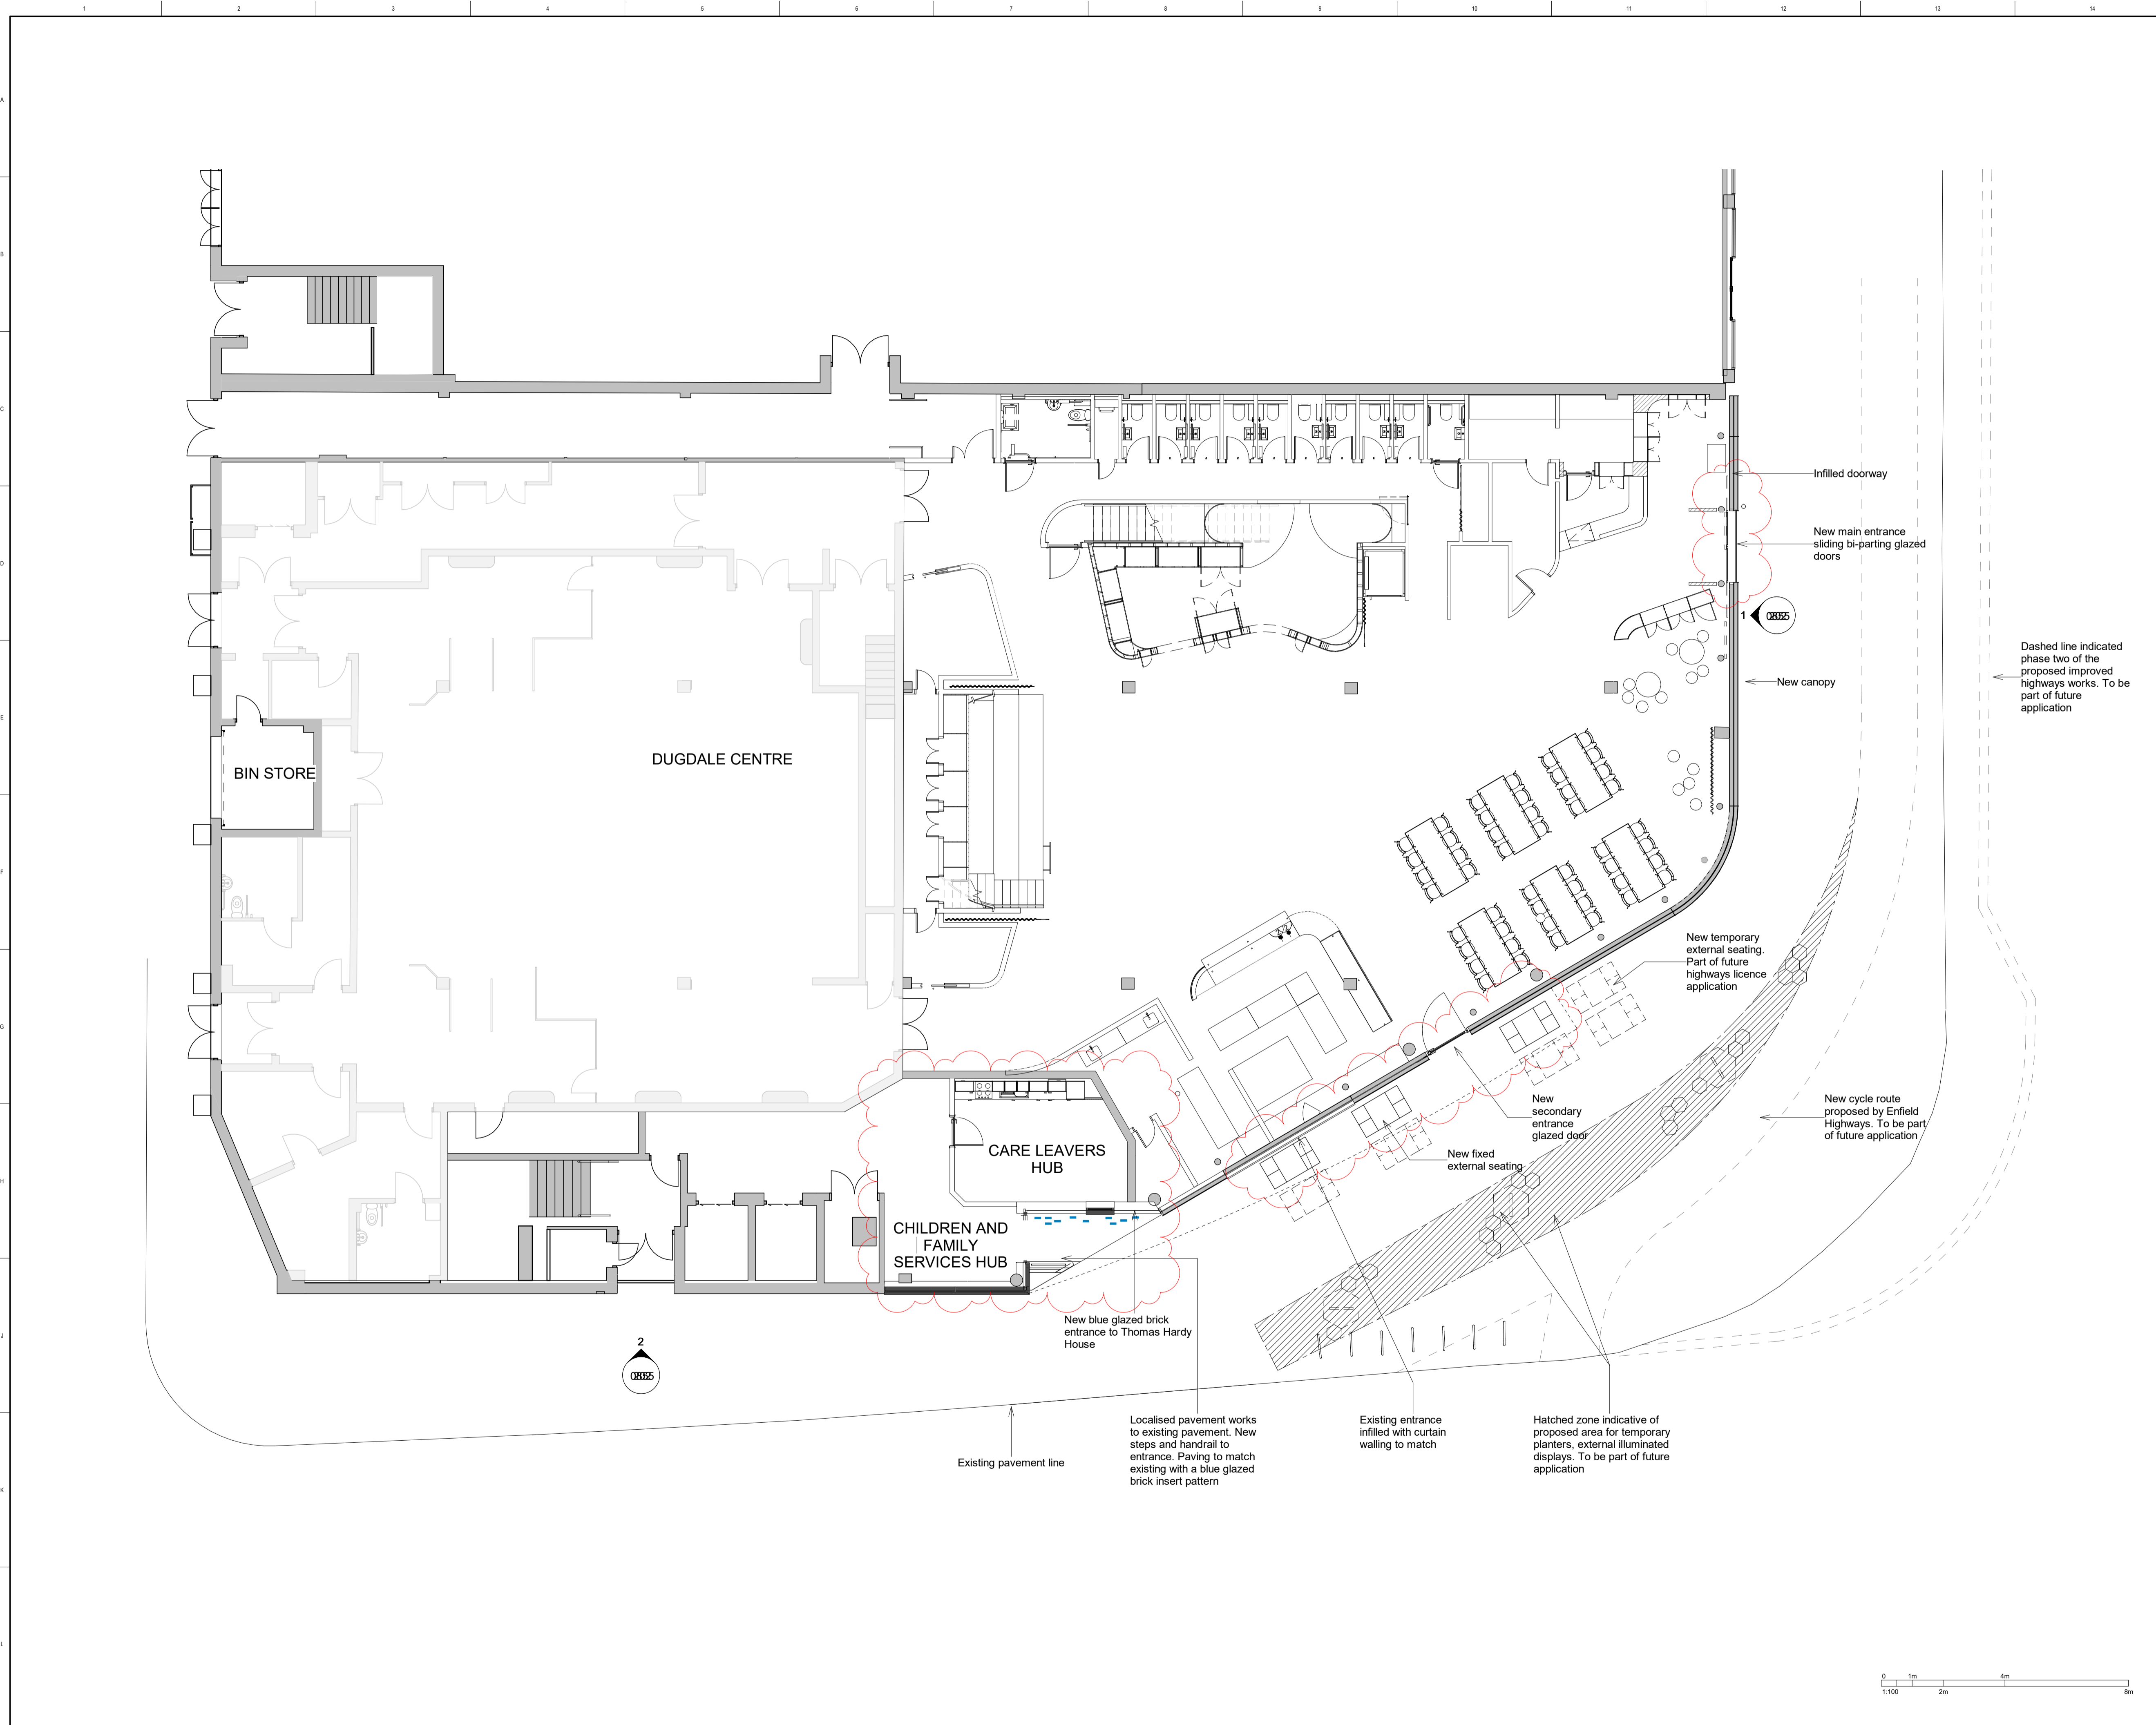 1 2 3 4 5 6 7 8 9 10 11 12 13 14
A
B
C
D
E
F
G
H
J
K
L
Infilled doorway
New main entrance
sliding bi-parting glazed
doors
1
Dashed line indicated
phase two of the
proposed improved
highways works. To be
part of future
application
New canopy
DUGDALE CENTRE
BIN STORE
New temporary
external seating.
Part of future
highways licence
application
New
secondary
entrance
glazed door
New cycle route
proposed by Enfield
Highways. To be part
of future application
New fixed
external seating
CARE LEAVERS
HUB
CHILDREN AND
FAMILY
SERVICES HUB
New blue glazed brick
entrance to Thomas Hardy
House
2
Existing pavement line
Localised pavement works
to existing pavement. New
steps and handrail to
entrance. Paving to match
existing with a blue glazed
brick insert pattern
Existing entrance
infilled with curtain
walling to match
Hatched zone indicative of
proposed area for temporary
planters, external illuminated
displays. To be part of future
application
0 1m 4m
1:100 2m 8m